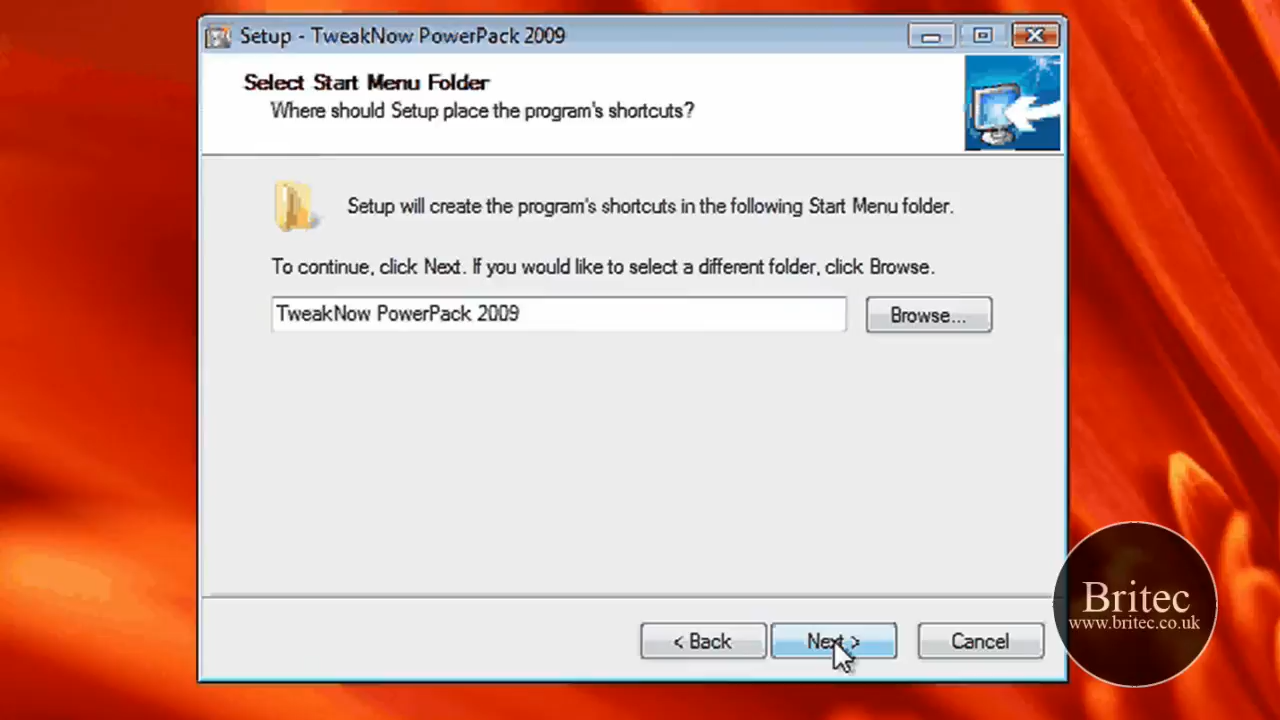 Setup - TweakNow PowerPack 2009
Select Start Menu Folder
Where should Setup place the program's shortcuts?
Setup will create the program's shortcuts in the following Start Menu folder.
To continue, click Next. If you would like to select a different folder, click Browse.
TweakNow PowerPack 2009
Browse...
< Back
Next >
Cancel
Britec
www.britec.co.uk